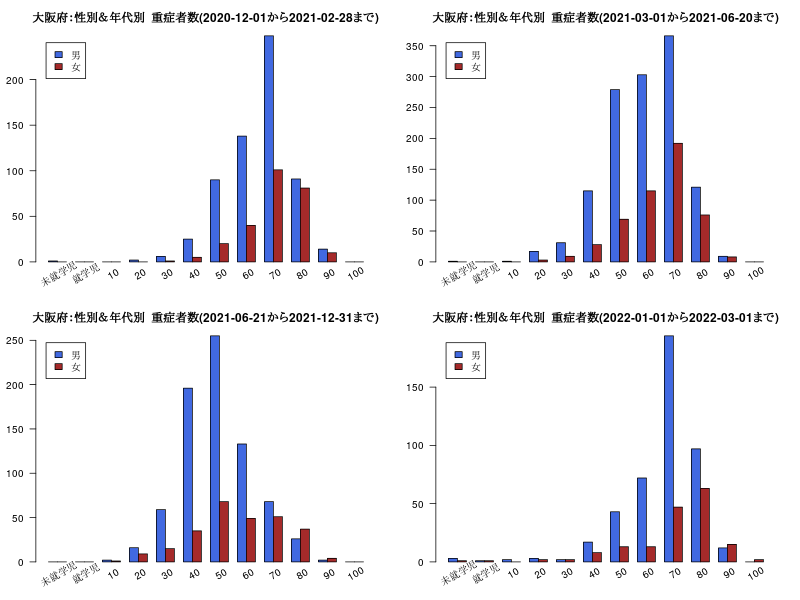 大阪府：性別＆年代別 重症者数(2020-12-01から2021-02-28まで)
男
女
200
150
100
50
0
未就学児 就学児 10 20 30 40 50 60 70 80 90 100
大阪府：性別＆年代別 重症者数(2021-03-01から2021-06-20まで)
男
女
350
300
250
200
150
100
50
0
未就学児 就学児 10 20 30 40 50 60 70 80 90 100
大阪府：性別＆年代別 重症者数(2021-06-21から2021-12-31まで)
男
女
250
200
150
100
50
0
未就学児 就学児 10 20 30 40 50 60 70 80 90 100
大阪府：性別＆年代別 重症者数(2022-01-01から2022-03-01まで)
男
女
150
100
50
0
未就学児 就学児 10 20 30 40 50 60 70 80 90 100